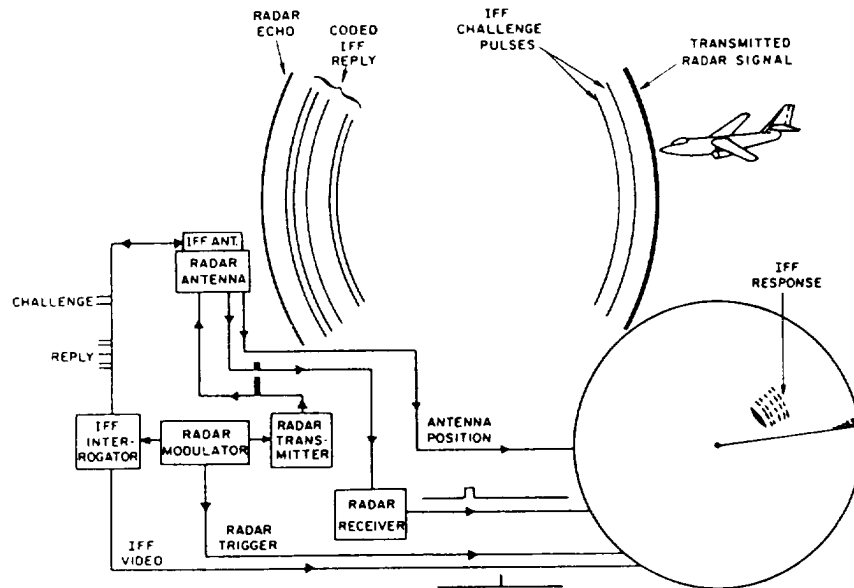 RADAR
ECHO
CODED
IFF
REPLY
IFF
CHALLENGE
PULSES
TRANSMITTED
RADAR SIGNAL
IFF ANT.
RADAR
ANTENNA
CHALLENGE
REPLY
IFF
RESPONSE
IFF
INTER-
ROGATOR
RADAR
MODULATOR
RADAR
TRANS-
MITTER
ANTENNA
POSITION
RADAR
RECEIVER
RADAR
TRIGGER
IFF
VIDEO